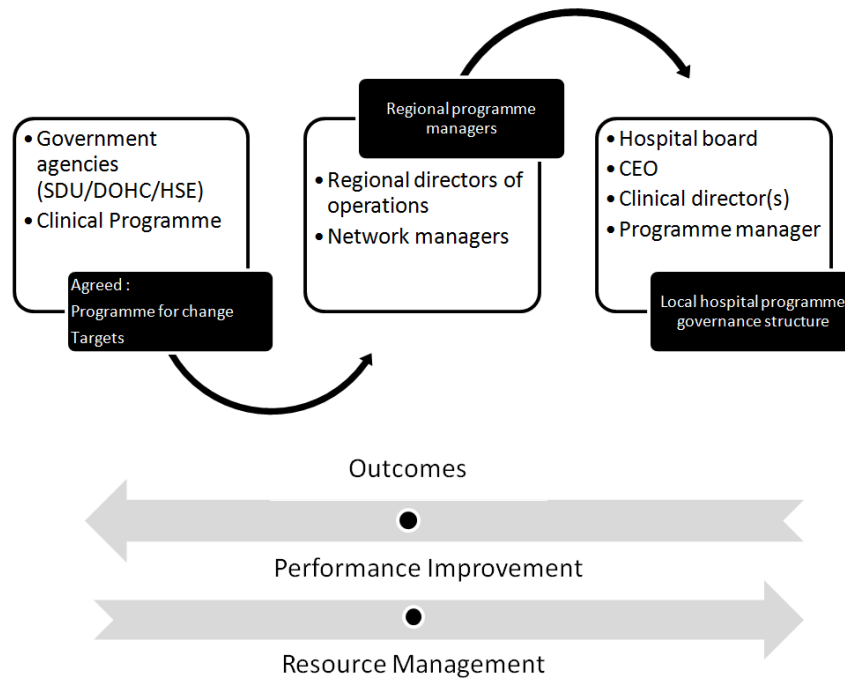 • Government
agencies
(SDU/DOHC/HSE)
• Clinical Programme
Agreed :
Programme for change
Targets
Regional programme
managers
• Regional directors of
operations
• Network managers
• Hospital board
• CEO
• Clinical director(s)
• Programme manager
Local hospital programme
governance structure
Outcomes
Performance Improvement
Resource Management